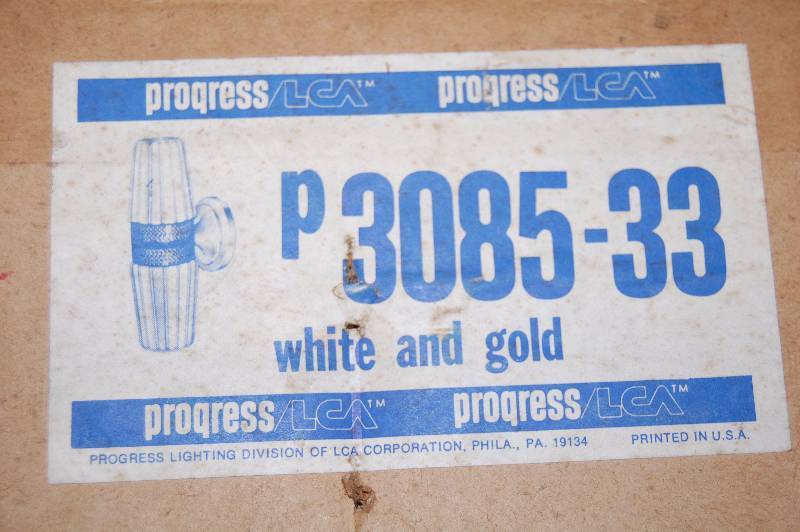 progress/LCA™ progress/LCA™
P3085-33
white and gold
progress/LCA™ progress/LCA™
PROGRESS LIGHTING DIVISION OF LCA CORPORATION, PHILA., PA. 19134 PRINTED IN U.S.A.